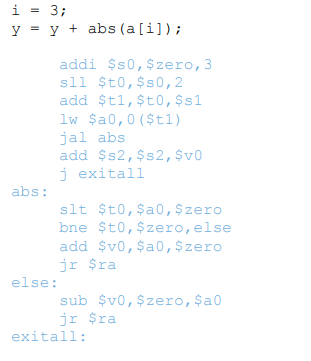 i = 3;
y = y + abs(a[i]);
addi $s0,$zero,3
sll $t0,$s0,2
add $t1,$t0,$s1
lw $a0,0($t1)
jal abs
add $s2,$s2,$v0
j exitall
abs:
slt $t0,$a0,$zero
bne $t0,$zero,else
add $v0,$a0,$zero
jr $ra
else:
sub $v0,$zero,$a0
jr $ra
exitall: